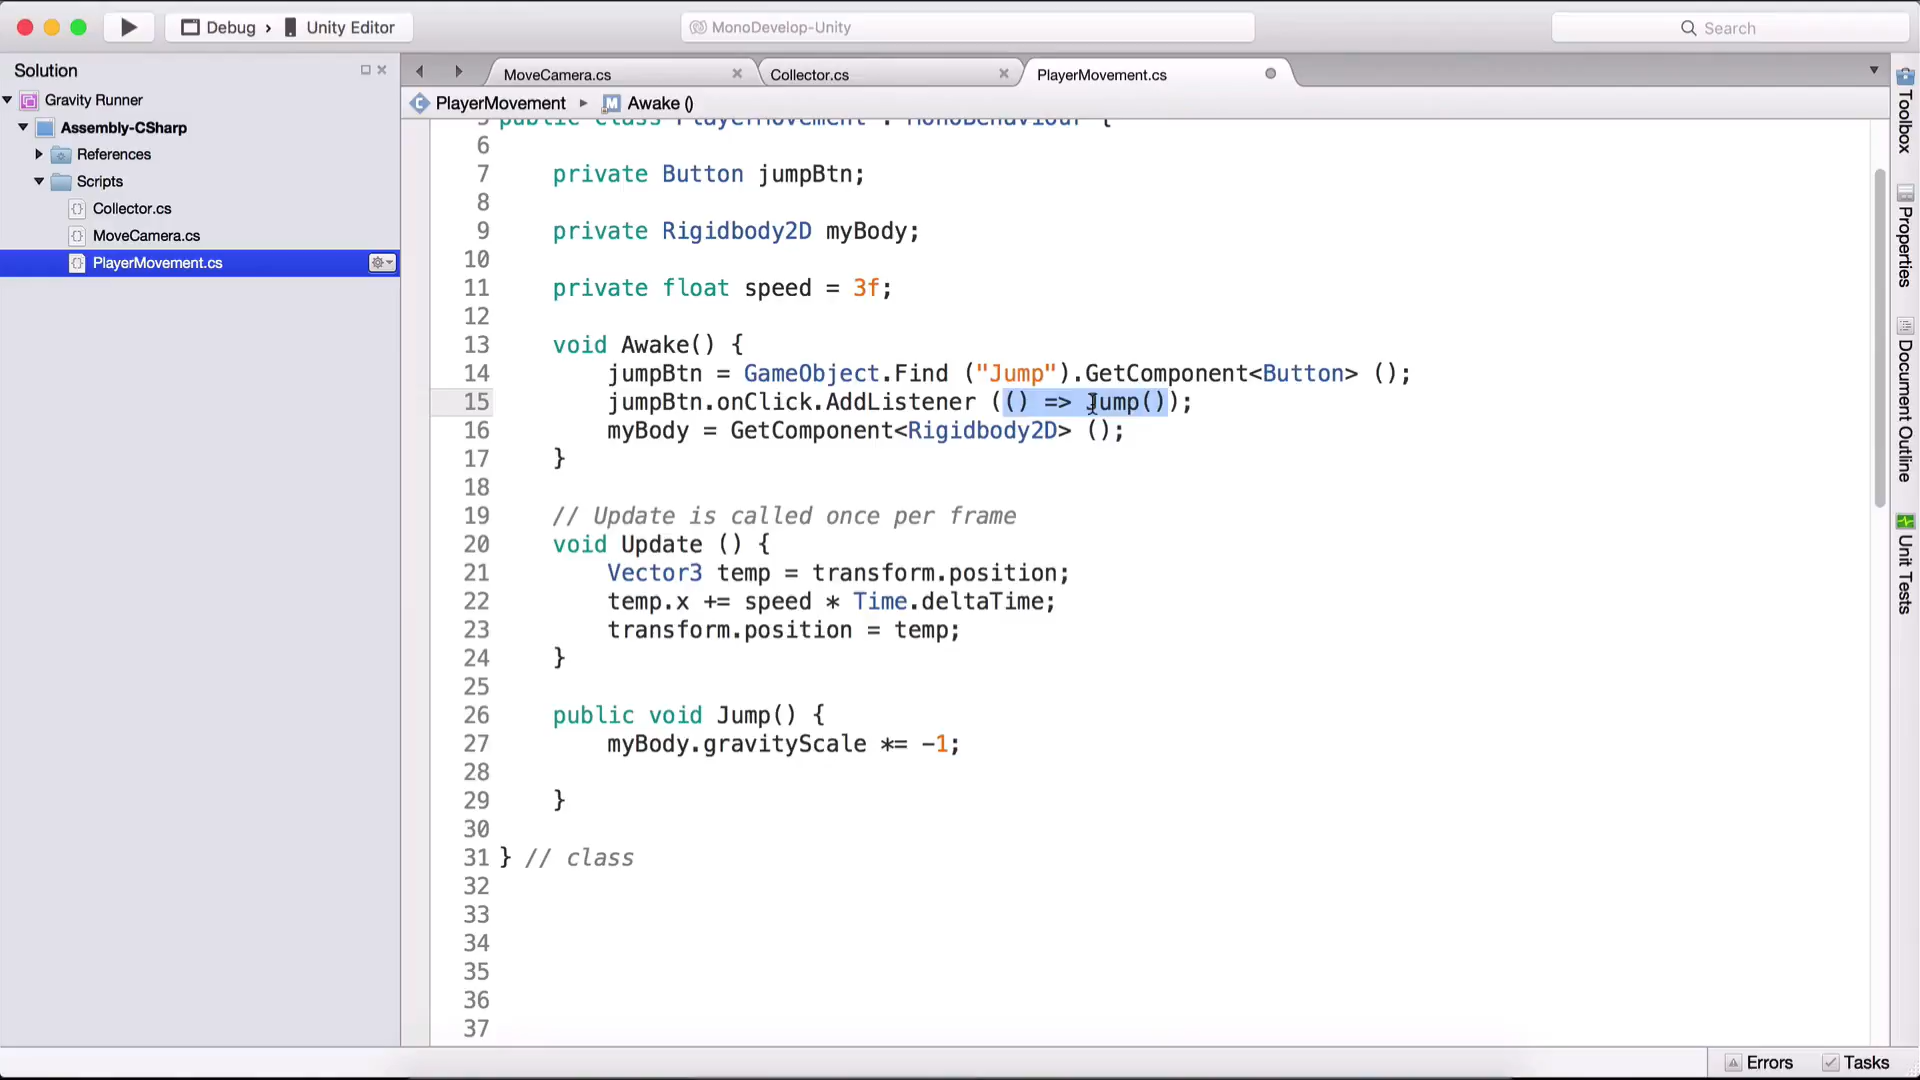 Debug › Unity Editor
MonoDevelop-Unity
Search
Solution
Gravity Runner
Assembly-CSharp
References
Scripts
Collector.cs
MoveCamera.cs
PlayerMovement.cs
MoveCamera.cs
Collector.cs
PlayerMovement.cs
PlayerMovement ▸ Awake ()
5 public class PlayerMovement : MonoBehaviour {
6
7 private Button jumpBtn;
8
9 private Rigidbody2D myBody;
10
11 private float speed = 3f;
12
13 void Awake() {
14 jumpBtn = GameObject.Find ("Jump").GetComponent<Button> ();
15 jumpBtn.onClick.AddListener (() => Jump());
16 myBody = GetComponent<Rigidbody2D> ();
17 }
18
19 // Update is called once per frame
20 void Update () {
21 Vector3 temp = transform.position;
22 temp.x += speed * Time.deltaTime;
23 transform.position = temp;
24 }
25
26 public void Jump() {
27 myBody.gravityScale *= -1;
28
29 }
30
31 } // class
32
33
34
35
36
37
Toolbox
Properties
Document Outline
Unit Tests
Errors
Tasks